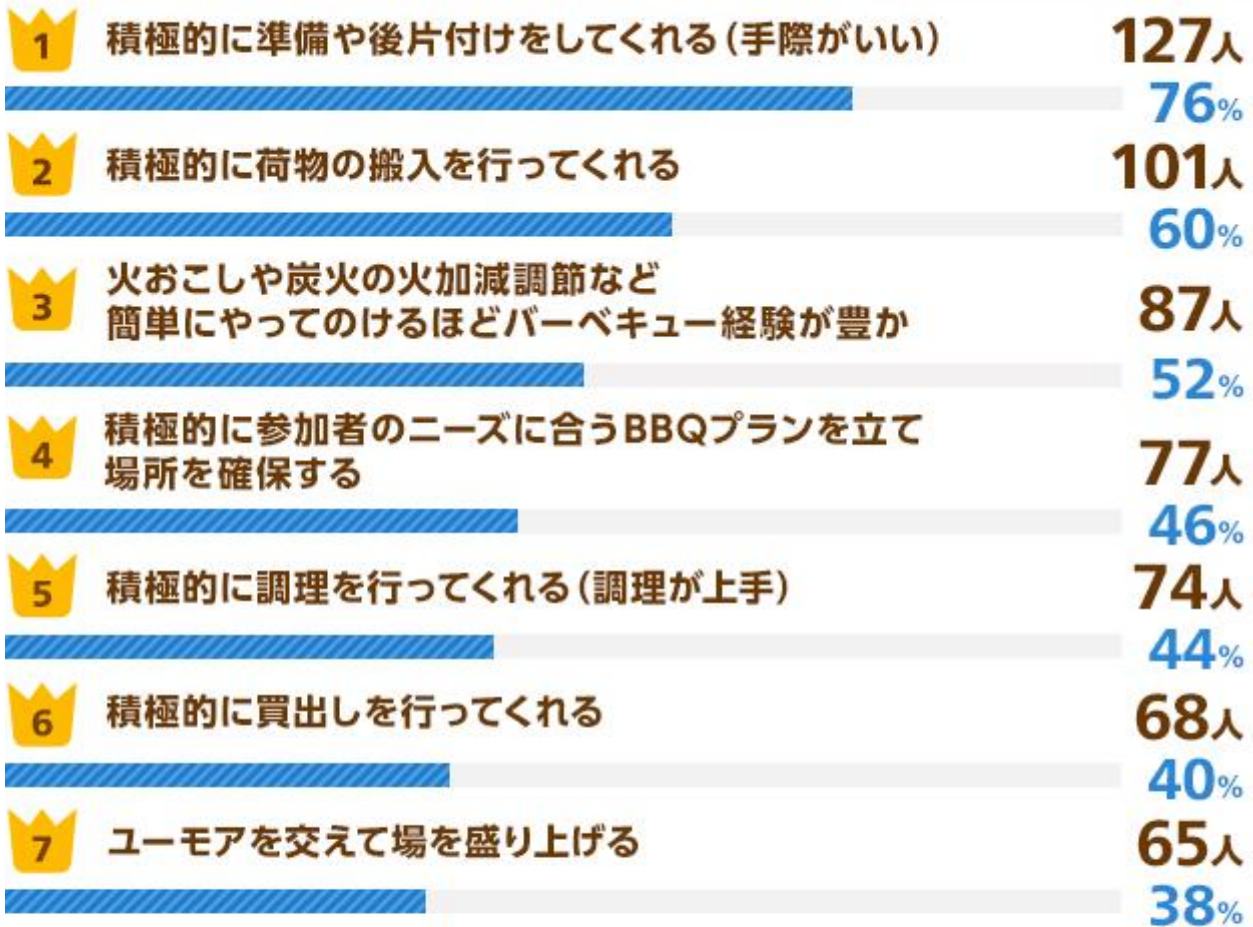 1 積極的に準備や後片付けをしてくれる(手際がいい) 127人
76%
2 積極的に荷物の搬入を行ってくれる 101人
60%
3 火おこしや炭火の火加減調節など
簡単にやってのけるほどバーベキュー経験が豊か 87人
52%
4 積極的に参加者のニーズに合うBBQプランを立て
場所を確保する 77人
46%
5 積極的に調理を行ってくれる(調理が上手) 74人
44%
6 積極的に買出しを行ってくれる 68人
40%
7 ユーモアを交えて場を盛り上げる 65人
38%